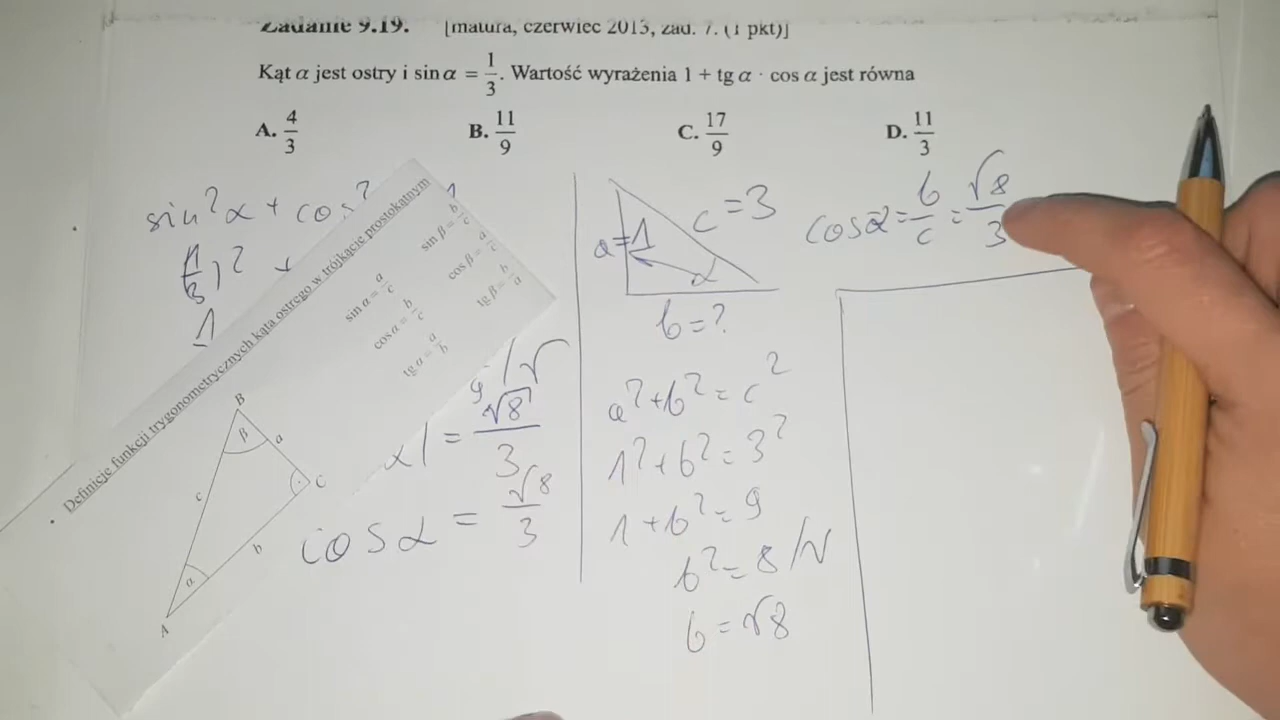 Zadanie 9.19. [matura, czerwiec 2013, zad. 7. (1 pkt)]
Kąt α jest ostry i sin α = 1/3. Wartość wyrażenia 1 + tg α · cos α jest równa
A. 4/3 B. 11/9 C. 17/9 D. 11/3
sin²α + cos² 1
(1/3)² +
1
9 /√
α| = √8/3
cos α = √8/3
Definicje funkcji trygonometrycznych kąta ostrego w trójkącie prostokątnym
sin α = a/c sin β = b/c
cos α = b/c cos β = a/c
tg α = a/b tg β = b/a
B
β
a
c
C
b
α
A
a=1
c=3
α
b=?
a²+b²=c²
1²+b²=3²
1+b²=9
b²=8 /√
b=√8
cos α = b/c = √8/3